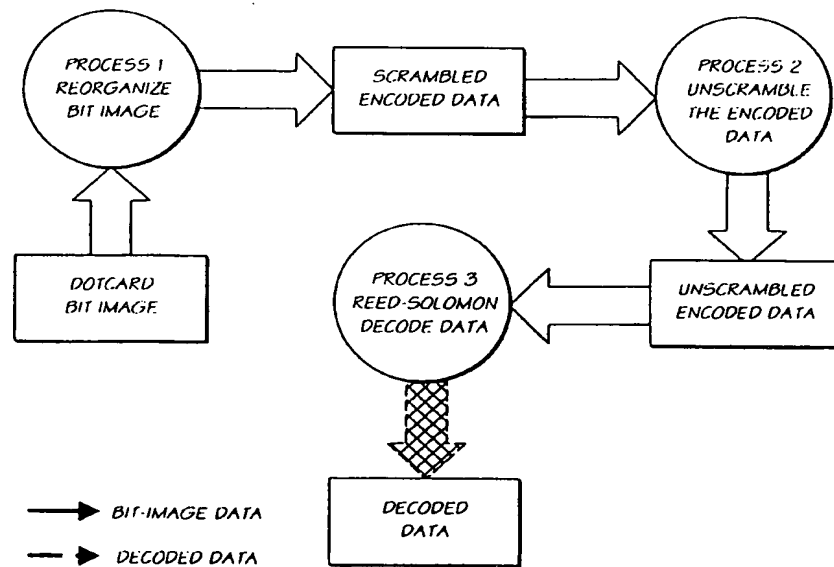 PROCESS 1
REORGANIZE
BIT IMAGE
SCRAMBLED
ENCODED DATA
PROCESS 2
UNSCRAMBLE
THE ENCODED
DATA
DOTCARD
BIT IMAGE
PROCESS 3
REED-SOLOMON
DECODE DATA
UNSCRAMBLED
ENCODED DATA
DECODED
DATA
BIT-IMAGE DATA
DECODED DATA